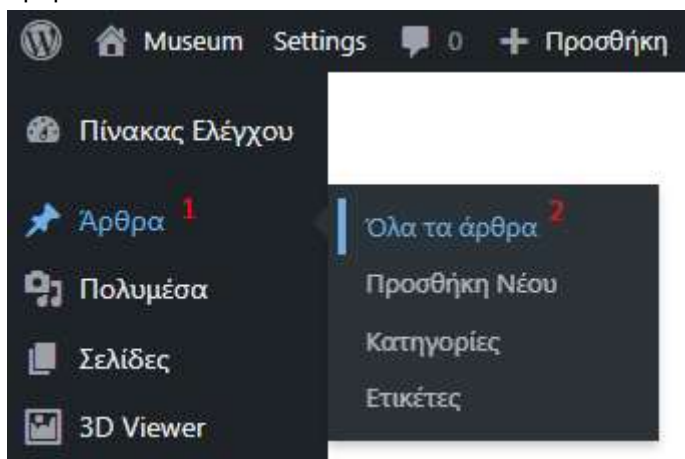 Museum Settings 0 + Προσθήκη
Πίνακας Ελέγχου
Άρθρα 1
Όλα τα άρθρα 2
Πολυμέσα
Προσθήκη Νέου
Σελίδες
Κατηγορίες
3D Viewer
Ετικέτες